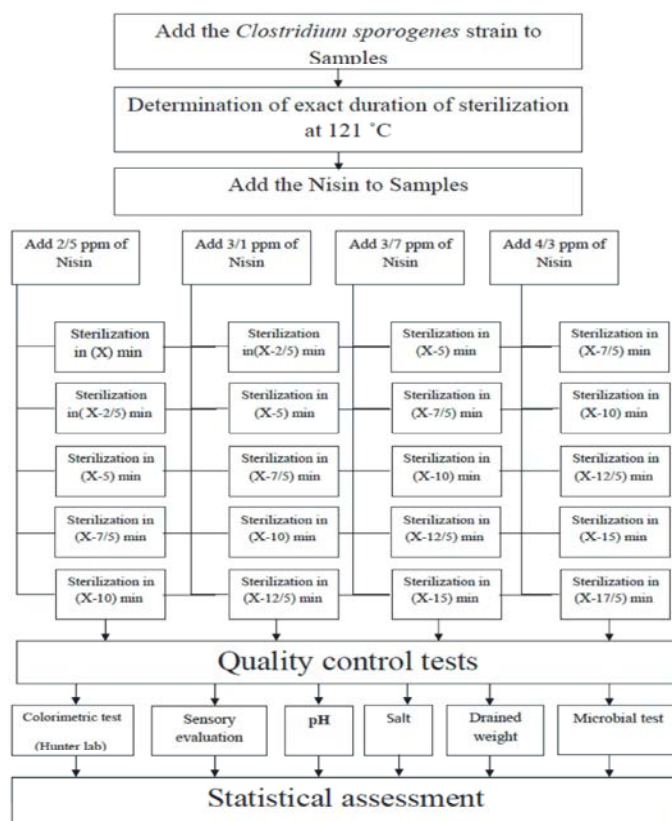 Add the Clostridium sporogenes strain to
Samples
Determination of exact duration of sterilization
at 121 ˚C
Add the Nisin to Samples
Add 2/5 ppm of
Nisin
Add 3/1 ppm of
Nisin
Add 3/7 ppm of
Nisin
Add 4/3 ppm of
Nisin
Sterilization
in (X) min
Sterilization
in(X-2/5) min
Sterilization in
(X-5) min
Sterilization in
(X-7/5) min
Sterilization
in( X-2/5) min
Sterilization in
(X-5) min
Sterilization in
(X-7/5) min
Sterilization in
(X-10) min
Sterilization in
(X-5) min
Sterilization in
(X-7/5) min
Sterilization in
(X-10) min
Sterilization in
(X-12/5) min
Sterilization in
(X-7/5) min
Sterilization in
(X-10) min
Sterilization in
(X-12/5) min
Sterilization in
(X-15) min
Sterilization in
(X-10) min
Sterilization in
(X-12/5) min
Sterilization in
(X-15) min
Sterilization in
(X-17/5) min
Quality control tests
Colorimetric test
(Hunter lab)
Sensory
evaluation
pH
Salt
Drained
weight
Microbial test
Statistical assessment